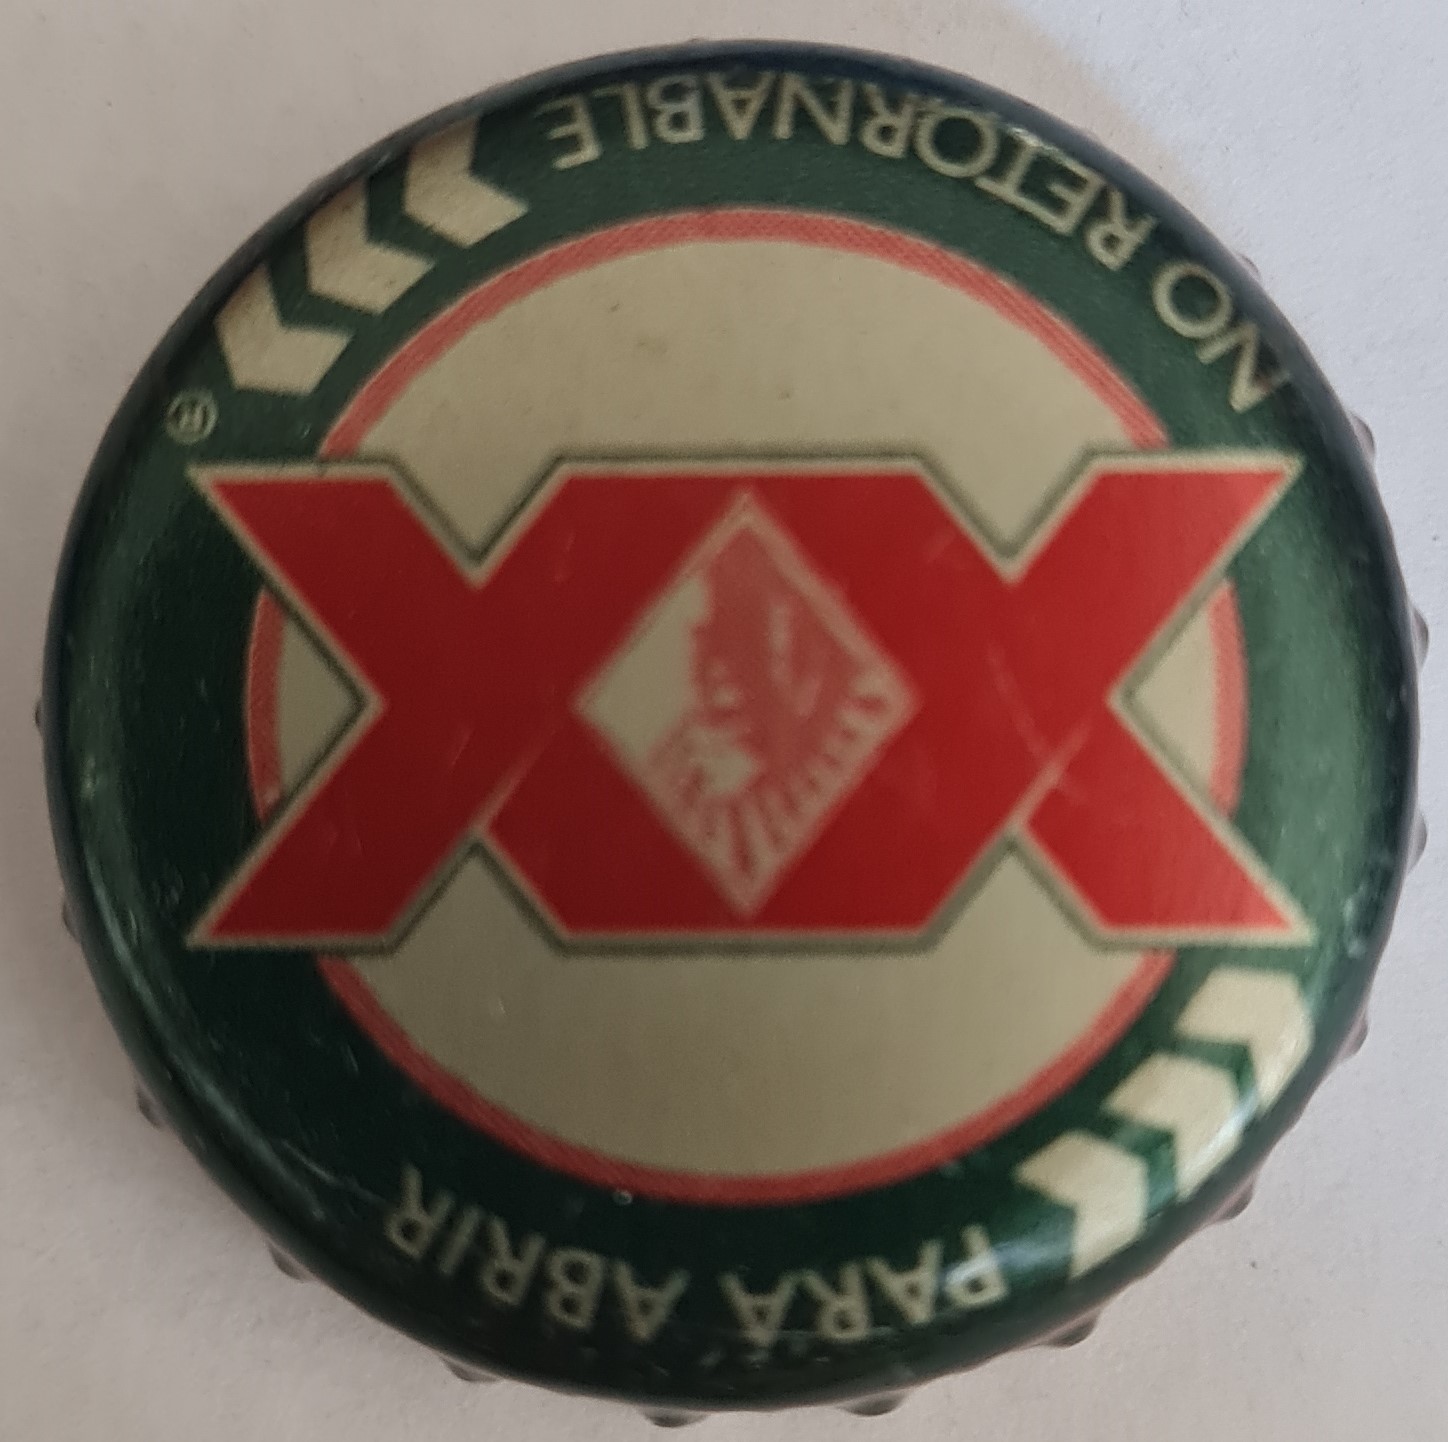 NO RETORNABLE
XX
®
PARA ABRIR